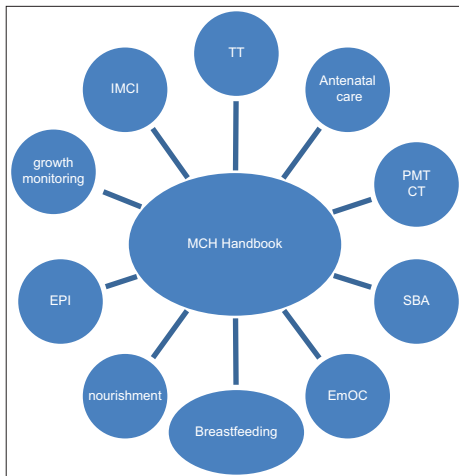 TT
Antenatal
care
PMT
CT
SBA
EmOC
Breastfeeding
nourishment
EPI
growth
monitoring
IMCI
MCH Handbook